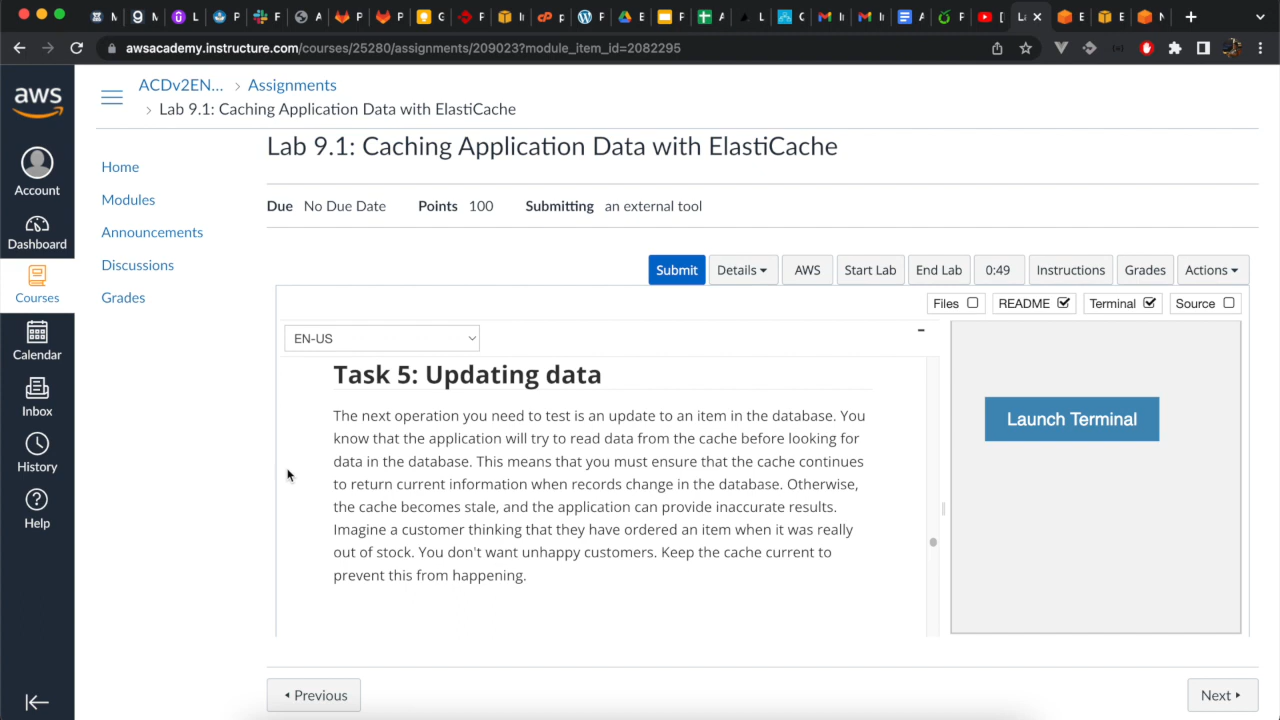 awsacademy.instructure.com/courses/25280/assignments/209023?module_item_id=2082295
aws
Account
Dashboard
Courses
Calendar
Inbox
History
Help
ACDv2EN... > Assignments
> Lab 9.1: Caching Application Data with ElastiCache
Home
Modules
Announcements
Discussions
Grades
Lab 9.1: Caching Application Data with ElastiCache
Due No Due Date Points 100 Submitting an external tool
Submit Details AWS Start Lab End Lab 0:49 Instructions Grades Actions
Files README Terminal Source
EN-US
Task 5: Updating data
The next operation you need to test is an update to an item in the database. You
know that the application will try to read data from the cache before looking for
data in the database. This means that you must ensure that the cache continues
to return current information when records change in the database. Otherwise,
the cache becomes stale, and the application can provide inaccurate results.
Imagine a customer thinking that they have ordered an item when it was really
out of stock. You don't want unhappy customers. Keep the cache current to
prevent this from happening.
Launch Terminal
Previous
Next